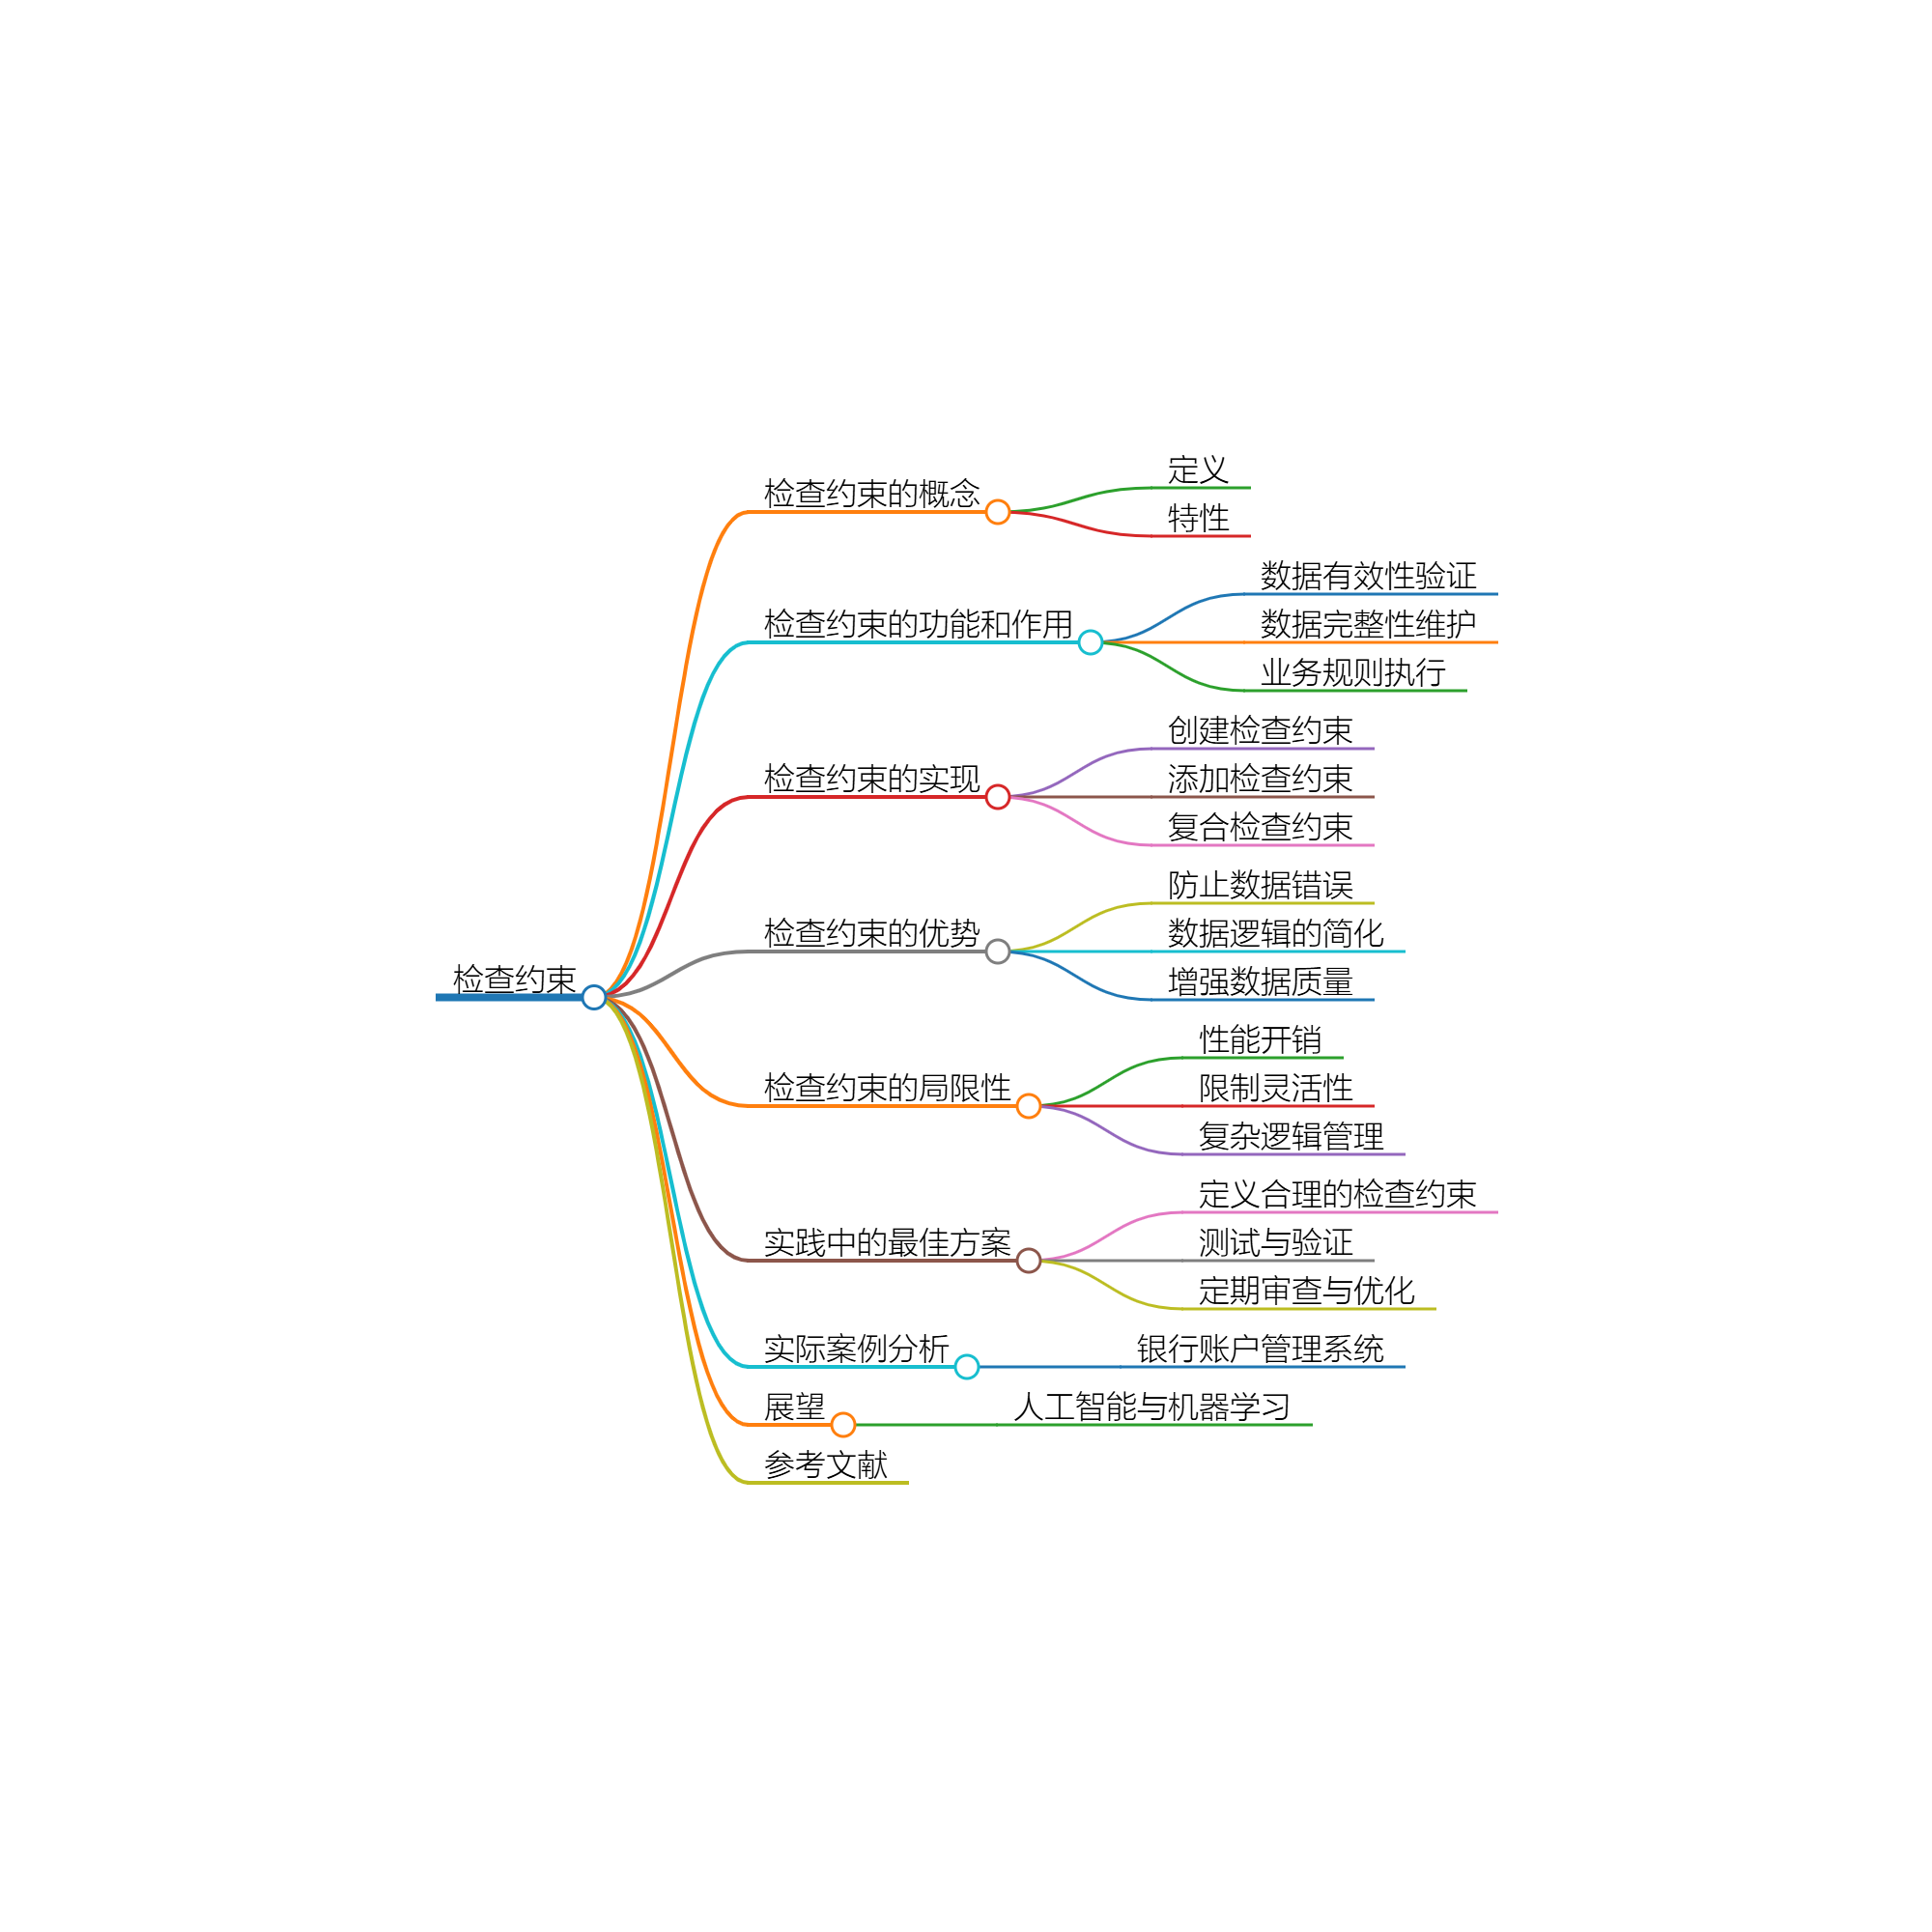 检查约束
检查约束的概念
定义
特性
检查约束的功能和作用
数据有效性验证
数据完整性维护
业务规则执行
检查约束的实现
创建检查约束
添加检查约束
复合检查约束
检查约束的优势
防止数据错误
数据逻辑的简化
增强数据质量
检查约束的局限性
性能开销
限制灵活性
复杂逻辑管理
实践中的最佳方案
定义合理的检查约束
测试与验证
定期审查与优化
实际案例分析
银行账户管理系统
展望
人工智能与机器学习
参考文献